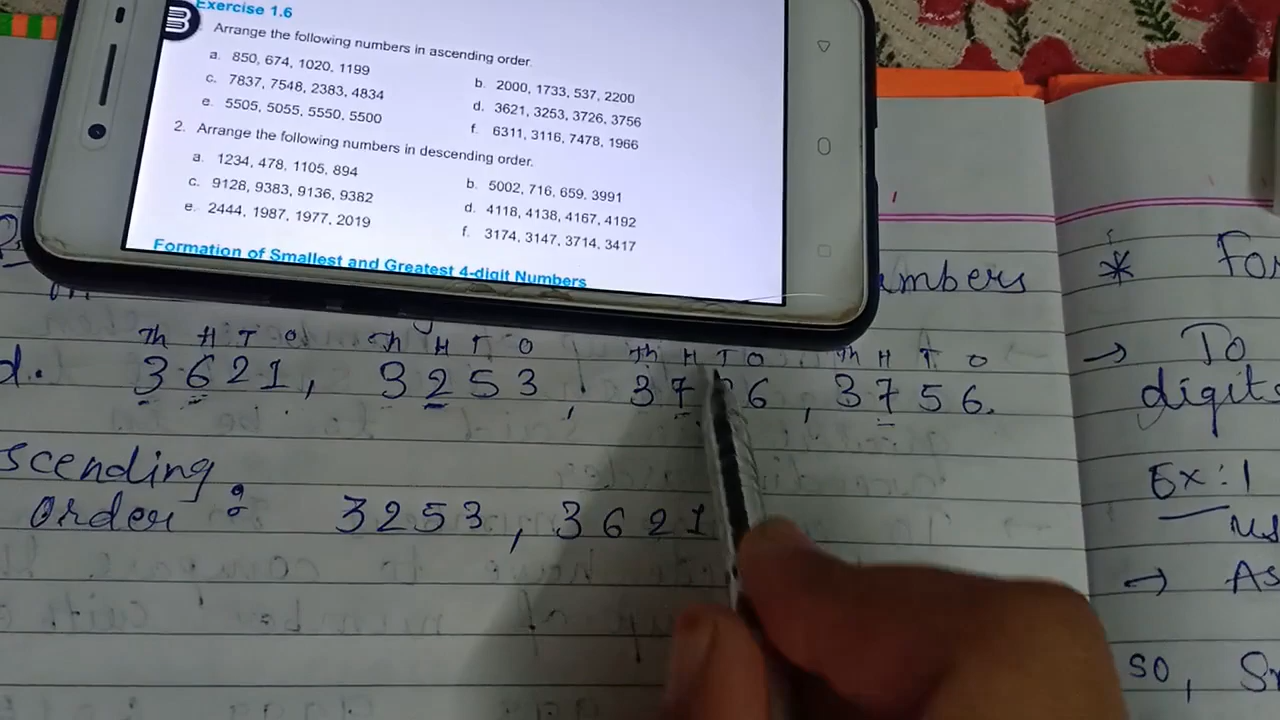 Exercise 1.6
Arrange the following numbers in ascending order.
a. 850, 674, 1020, 1199
b. 2000, 1733, 537, 2200
c. 7837, 7548, 2383, 4834
d. 3621, 3253, 3726, 3756
e. 5505, 5055, 5550, 5500
f. 6311, 3116, 7478, 1966
2. Arrange the following numbers in descending order.
a. 1234, 478, 1105, 894
b. 5002, 716, 659, 3991
c. 9128, 9383, 9136, 9382
d. 4118, 4138, 4167, 4192
e. 2444, 1987, 1977, 2019
f. 3174, 3147, 3714, 3417
Formation of Smallest and Greatest 4-digit Numbers
umbers
Th H T O Th H T O Th H T O Th H T O
d. 3621, 3253, 37 6, 3756.
scending
order : 3253, 3621
* For
→ To
digits
Ex : 1
→ As
so, Sm